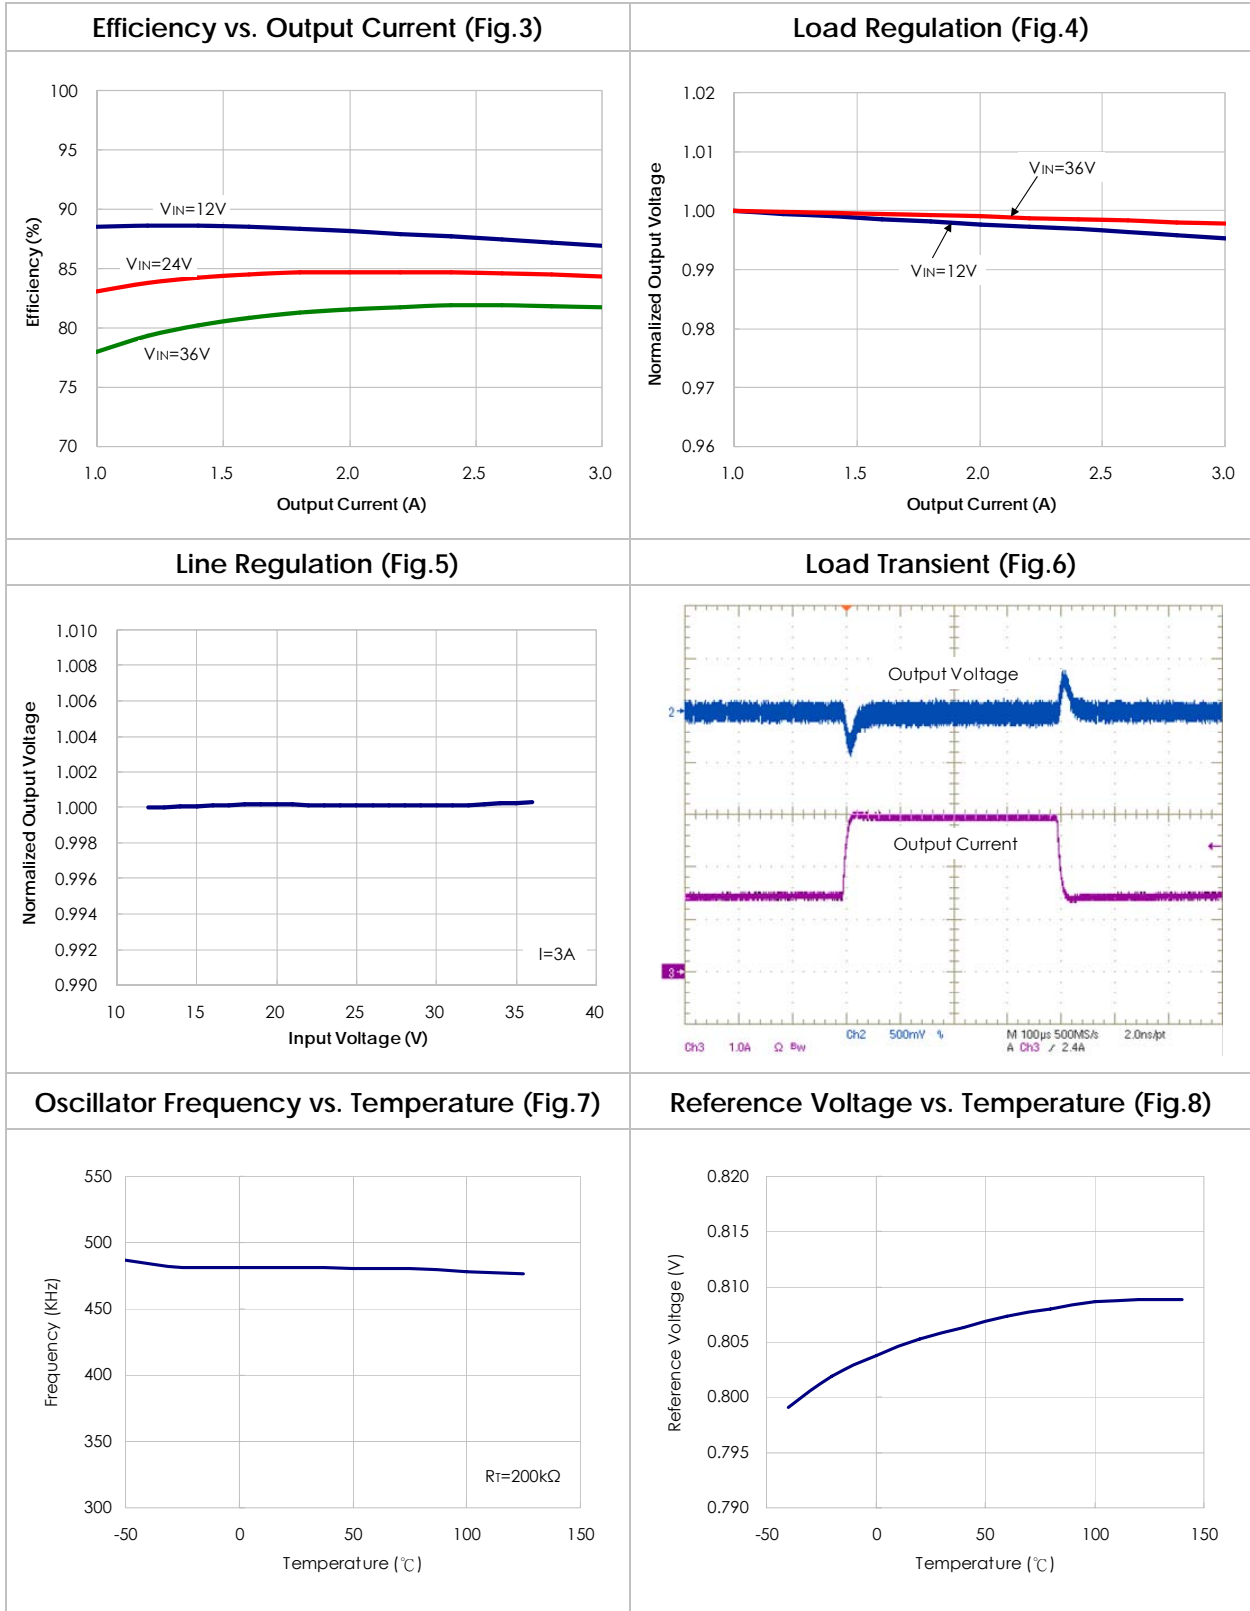 Efficiency vs. Output Current (Fig.3)
100
95
90
85
80
75
70
VIN=12V
VIN=24V
VIN=36V
1.0 1.5 2.0 2.5 3.0
Efficiency (%)
Output Current (A)
Load Regulation (Fig.4)
1.02
1.01
1.00
0.99
0.98
0.97
0.96
VIN=36V
VIN=12V
1.0 1.5 2.0 2.5 3.0
Normalized Output Voltage
Output Current (A)
Line Regulation (Fig.5)
1.010
1.008
1.006
1.004
1.002
1.000
0.998
0.996
0.994
0.992
0.990
I=3A
10 15 20 25 30 35 40
Normalized Output Voltage
Input Voltage (V)
Load Transient (Fig.6)
Output Voltage
2
Output Current
3
Ch2 500mV M 100µs 500MS/s 2.0ns/pt
Ch3 1.0A Ω BW A Ch3 2.4A
Oscillator Frequency vs. Temperature (Fig.7)
550
500
450
400
350
300
RT=200kΩ
-50 0 50 100 150
Frequency (KHz)
Temperature (℃)
Reference Voltage vs. Temperature (Fig.8)
0.820
0.815
0.810
0.805
0.800
0.795
0.790
-50 0 50 100 150
Reference Voltage (V)
Temperature (℃)